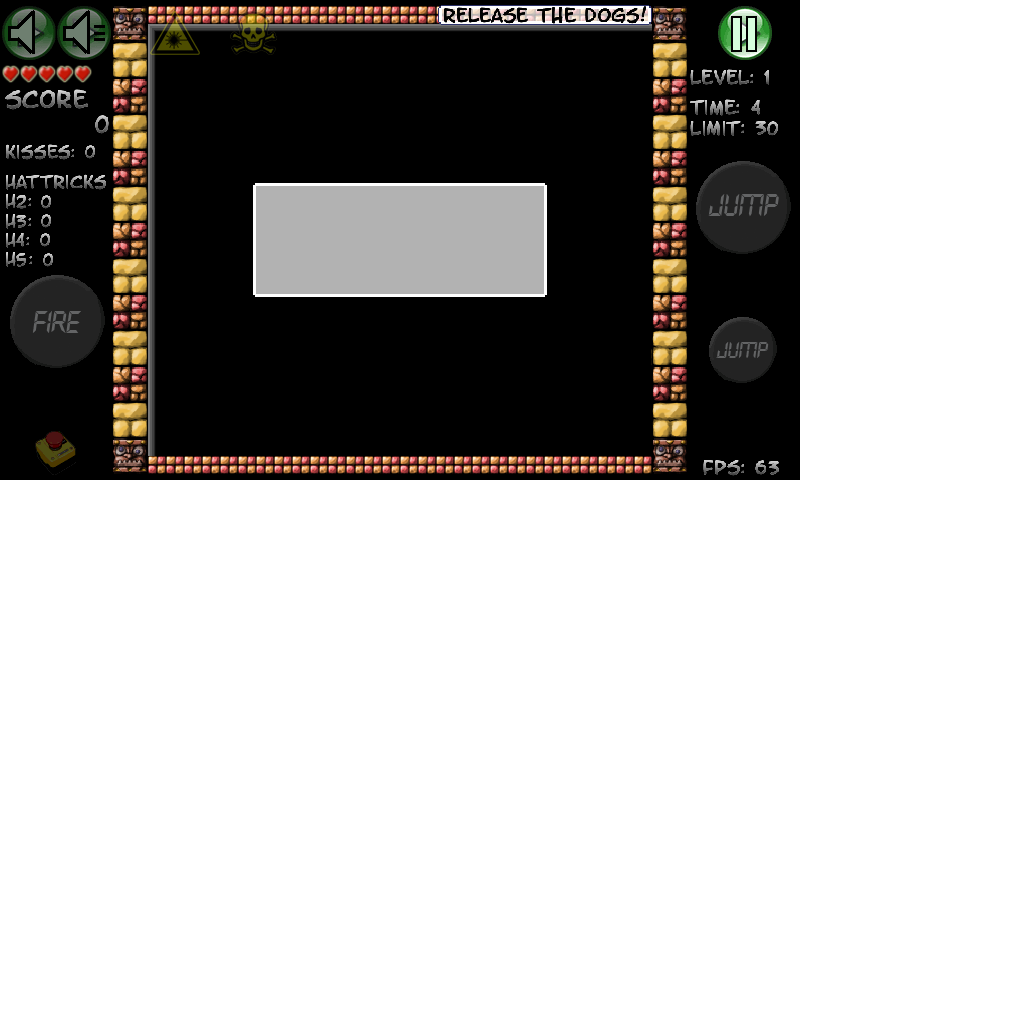 RELEASE THE DOGS!
SCORE
0
KISSES: 0
HATTRICKS
H2: 0
H3: 0
H4: 0
H5: 0
FIRE
LEVEL: 1
TIME: 4
LIMIT: 30
JUMP
JUMP
FPS: 63